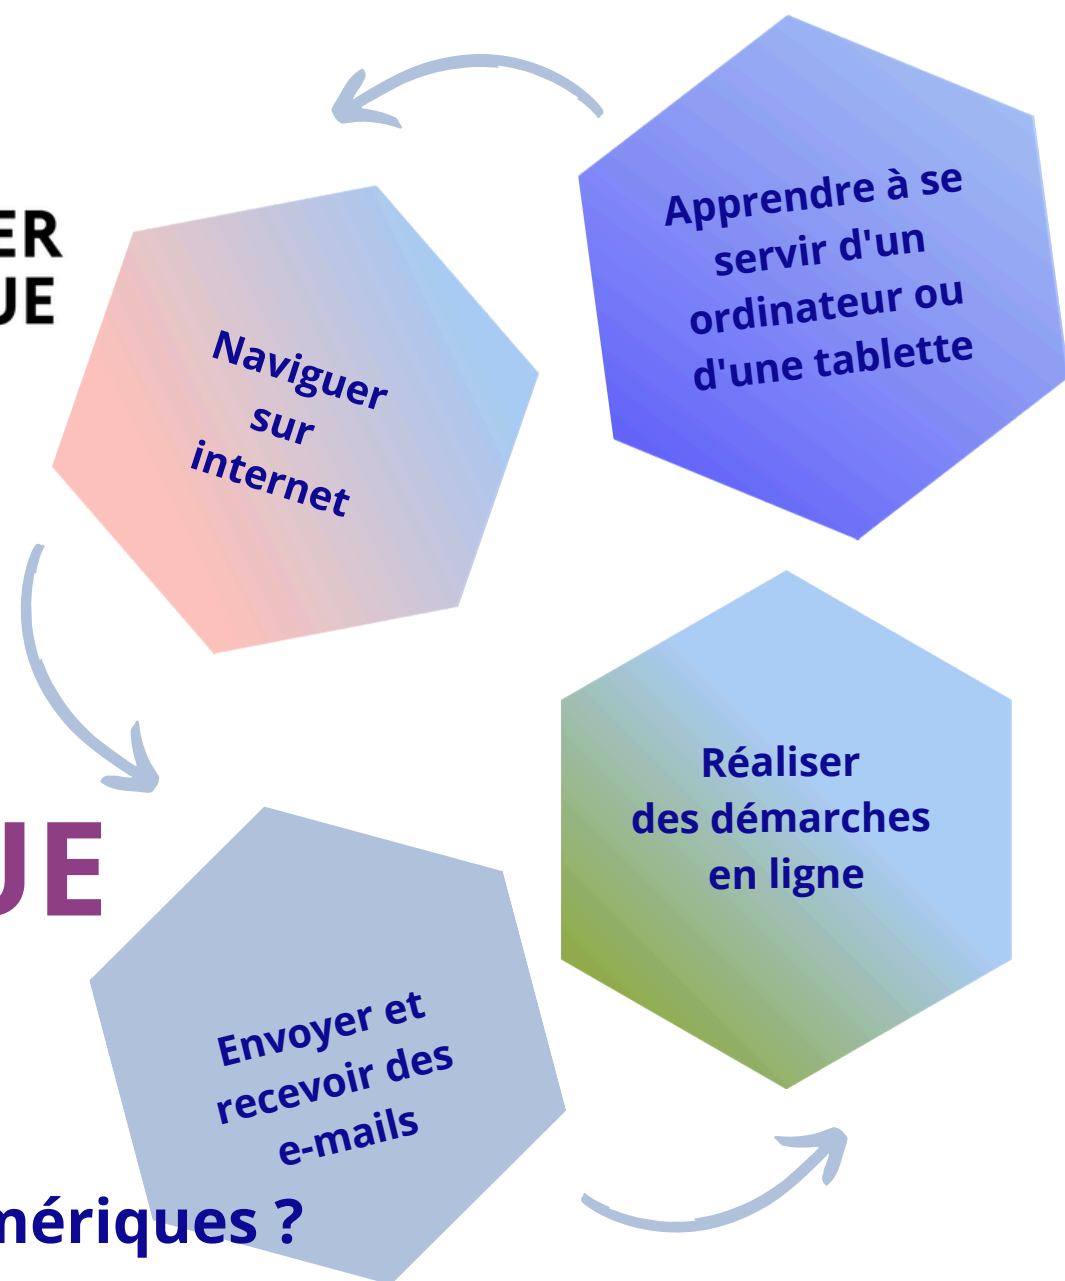 ER
UE
Apprendre à se
servir d'un
ordinateur ou
d'une tablette
Naviguer
sur
internet
Réaliser
des démarches
en ligne
UE
Envoyer et
recevoir des
e-mails
mériques ?